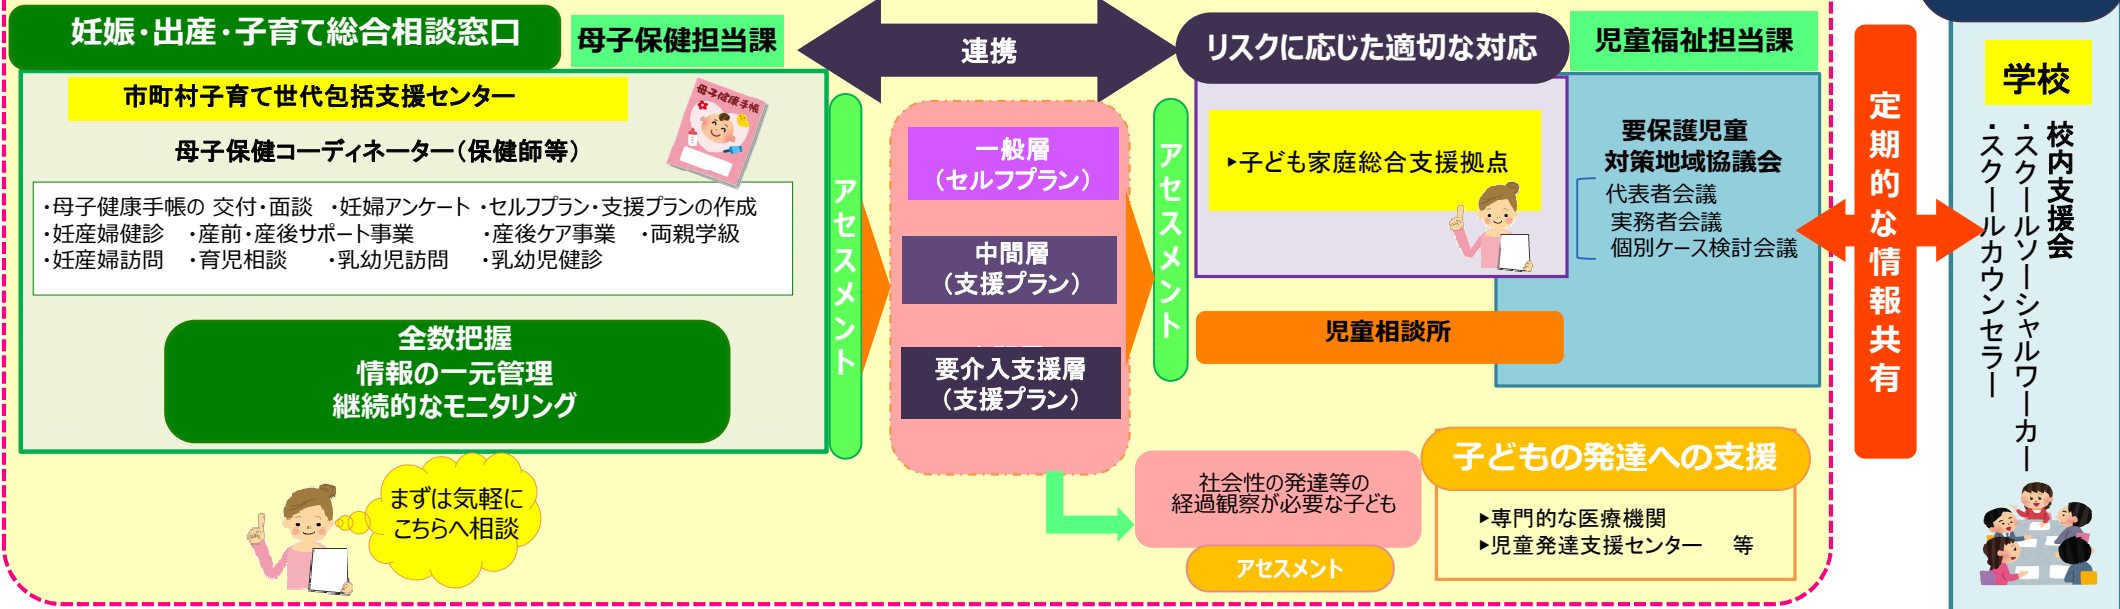 妊娠・出産・子育て総合相談窓口
母子保健担当課
市町村子育て世代包括支援センター
母子健康手帳
母子保健コーディネーター（保健師等）
・母子健康手帳の 交付・面談　・妊婦アンケート ・セルフプラン・支援プランの作成
・妊産婦健診　・産前・産後サポート事業　・産後ケア事業　・両親学級
・妊産婦訪問　・育児相談　・乳幼児訪問　・乳幼児健診
全数把握
情報の一元管理
継続的なモニタリング
まずは気軽に
こちらへ相談
アセスメント
連携
一般層
（セルフプラン）
中間層
（支援プラン）
要介入支援層
（支援プラン）
アセスメント
リスクに応じた適切な対応
児童福祉担当課
▸子ども家庭総合支援拠点
要保護児童
対策地域協議会
代表者会議
実務者会議
個別ケース検討会議
児童相談所
社会性の発達等の
経過観察が必要な子ども
アセスメント
子どもの発達への支援
▸専門的な医療機関
▸児童発達支援センター　等
定期的な情報共有
学校
校内支援会
・スクールソーシャルワーカー
・スクールカウンセラー